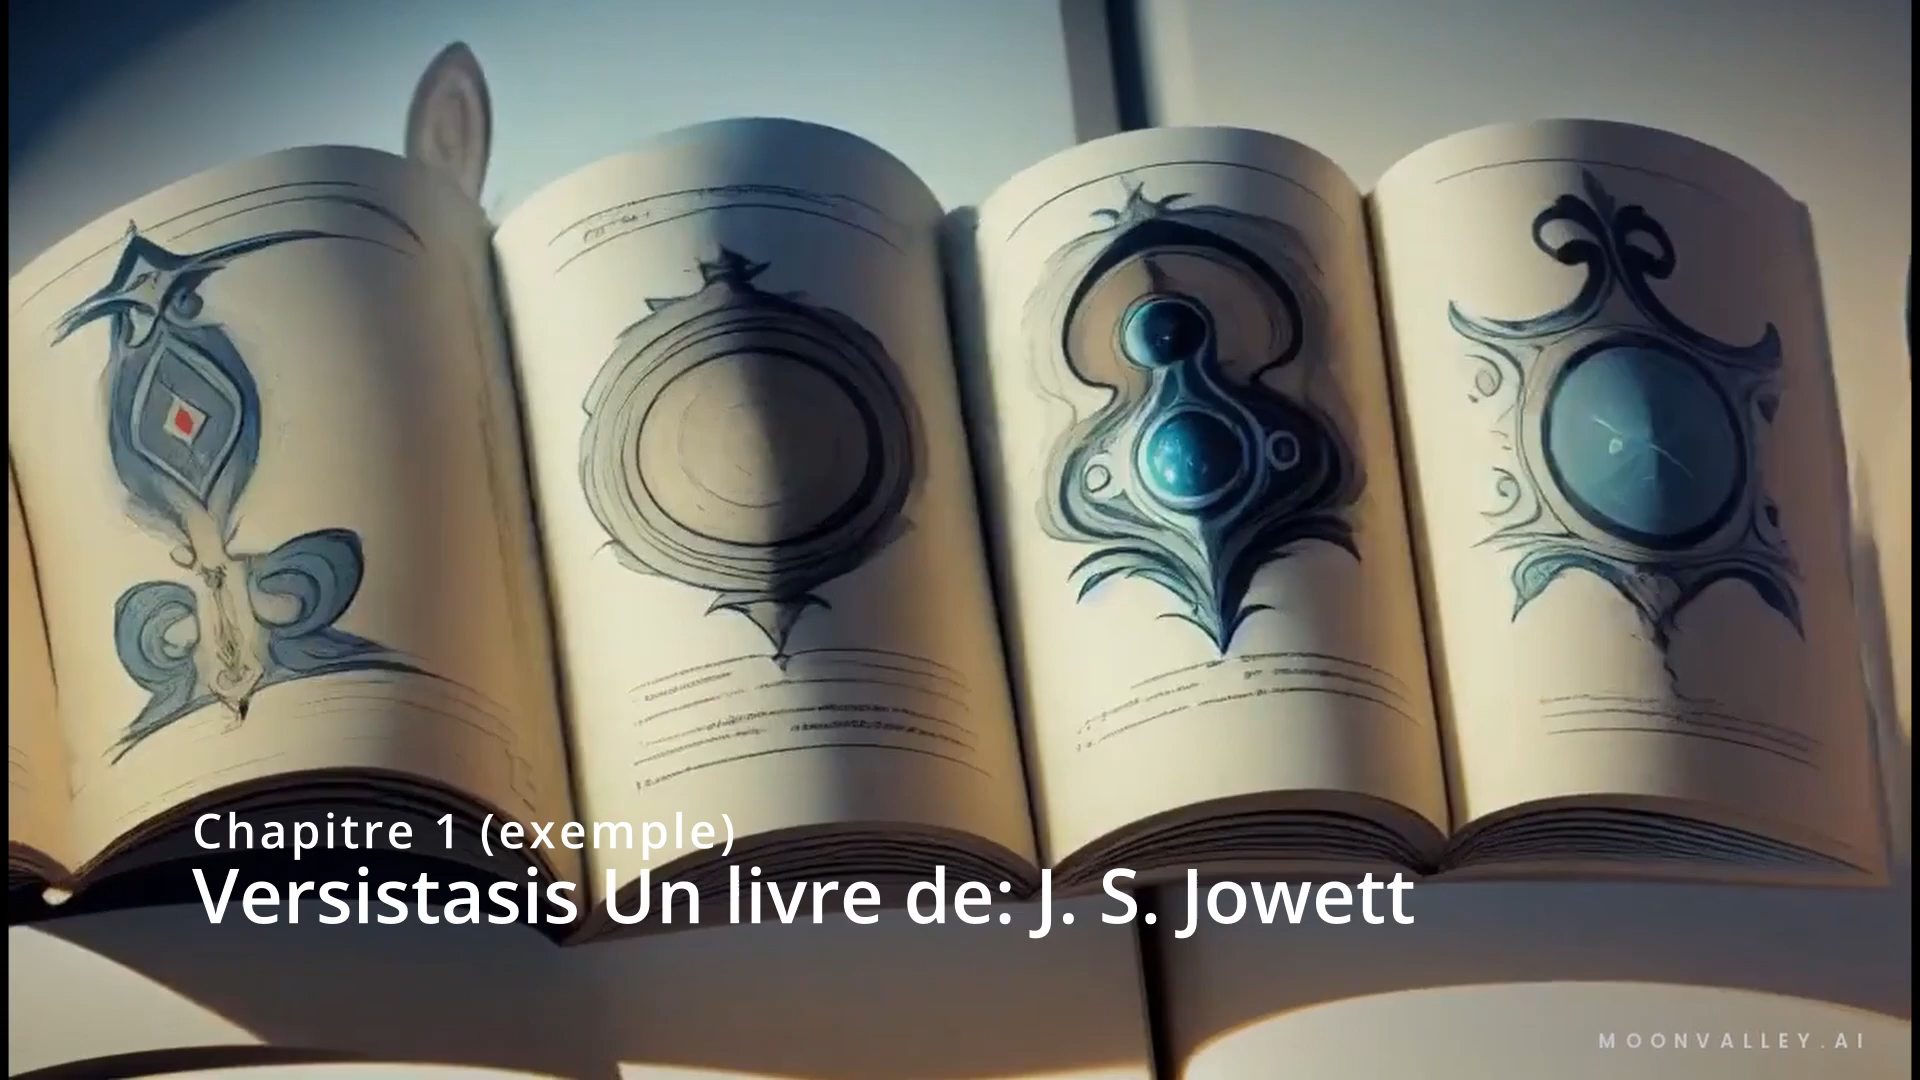 Chapitre 1 (exemple)
Versistasis Un livre de: J. S. Jowett
MOONVALLEY.AI